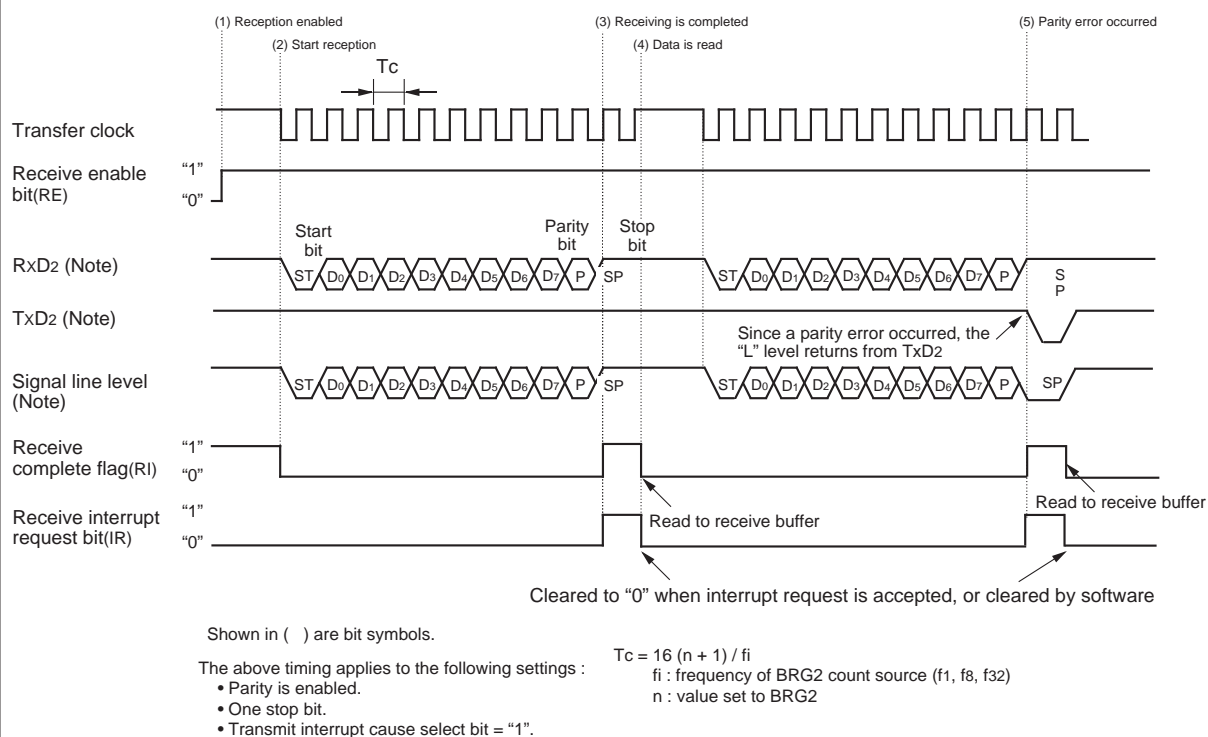 (1) Reception enabled
(3) Receiving is completed
(5) Parity error occurred
(2) Start reception
(4) Data is read
Tc
Transfer clock
Receive enable
bit(RE)
“1”
“0”
Start
bit
Parity
bit
Stop
bit
RxD2 (Note)
ST D0 D1 D2 D3 D4 D5 D6 D7 P SP
ST D0 D1 D2 D3 D4 D5 D6 D7 P
S
P
TxD2 (Note)
Since a parity error occurred, the
“L” level returns from TxD2
Signal line level
(Note)
ST D0 D1 D2 D3 D4 D5 D6 D7 P SP
ST D0 D1 D2 D3 D4 D5 D6 D7 P SP
Receive
complete flag(RI)
“1”
“0”
Read to receive buffer
Read to receive buffer
Receive interrupt
request bit(IR)
“1”
“0”
Cleared to “0” when interrupt request is accepted, or cleared by software
Shown in ( ) are bit symbols.
The above timing applies to the following settings :
• Parity is enabled.
• One stop bit.
• Transmit interrupt cause select bit = “1”.
Tc = 16 (n + 1) / fi
fi : frequency of BRG2 count source (f1, f8, f32)
n : value set to BRG2